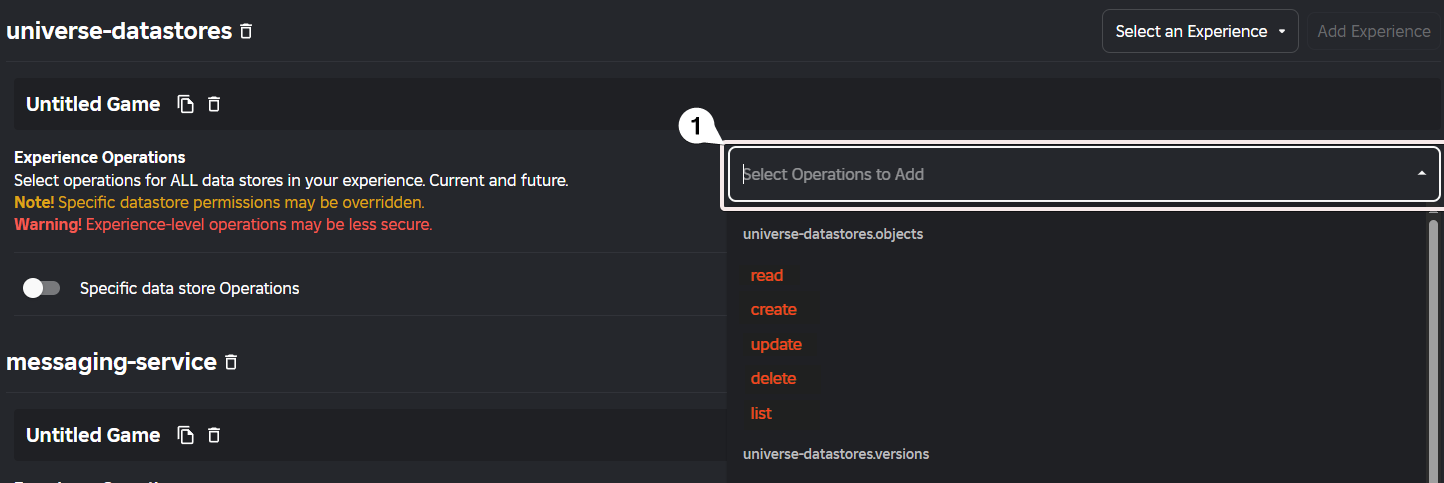 universe-datastores
Select an Experience
Add Experience
Untitled Game
1
Experience Operations
Select operations for ALL data stores in your experience. Current and future.
Note! Specific datastore permissions may be overridden.
Warning! Experience-level operations may be less secure.
Select Operations to Add
universe-datastores.objects
read
create
update
delete
list
universe-datastores.versions
Specific data store Operations
messaging-service
Untitled Game